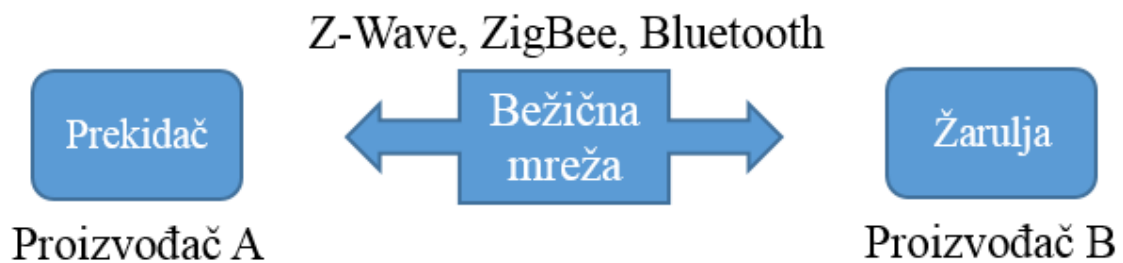 Z-Wave, ZigBee, Bluetooth
Prekidač
Bežična
mreža
Žarulja
Proizvođač A
Proizvođač B